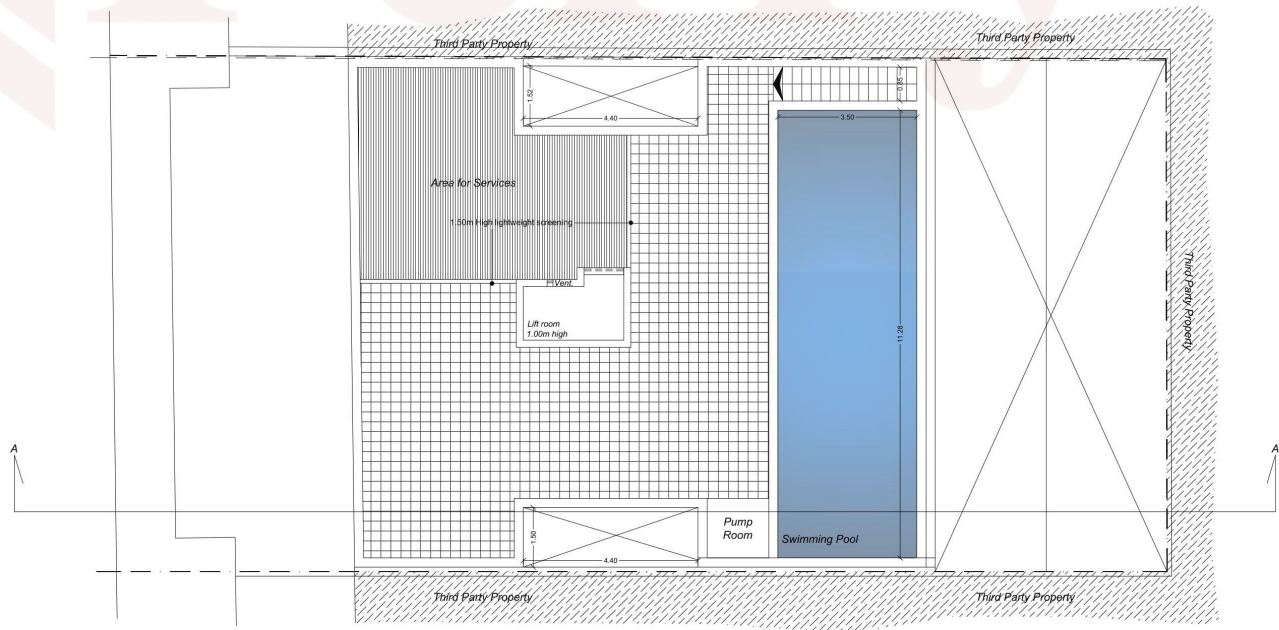 Third Party Property
Third Party Property
1.52
4.40
0.85
3.50
Area for Services
1.50m High lightweight screening
Vent.
Lift room
1.00m high
11.28
Third Party Property
A
A
1.50
4.40
Pump
Room
Swimming Pool
Third Party Property
Third Party Property